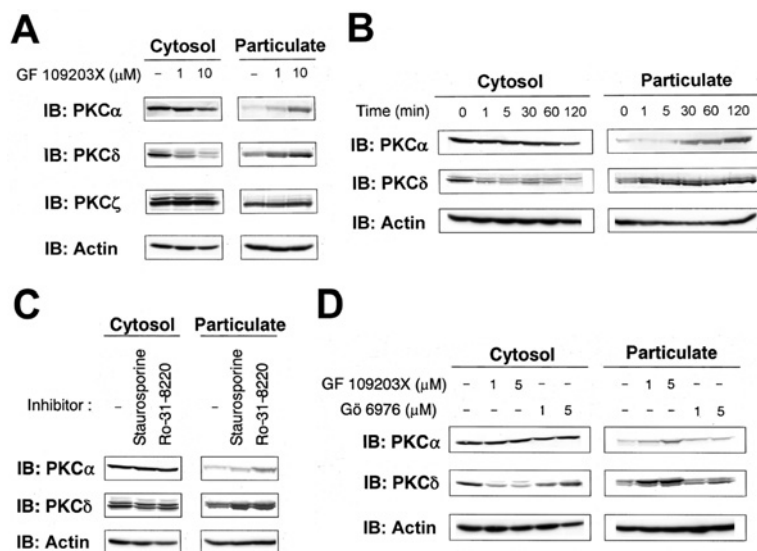 A
Cytosol Particulate
GF 109203X (μM) – 1 10 – 1 10
IB: PKCα
IB: PKCδ
IB: PKCζ
IB: Actin
B
Cytosol Particulate
Time (min) 0 1 5 30 60 120 0 1 5 30 60 120
IB: PKCα
IB: PKCδ
IB: Actin
C
Cytosol Particulate
Inhibitor : – Staurosporine Ro-31-8220 – Staurosporine Ro-31-8220
IB: PKCα
IB: PKCδ
IB: Actin
D
Cytosol Particulate
GF 109203X (μM) – 1 5 – – – 1 5 – –
Gö 6976 (μM) – – – 1 5 – – – 1 5
IB: PKCα
IB: PKCδ
IB: Actin